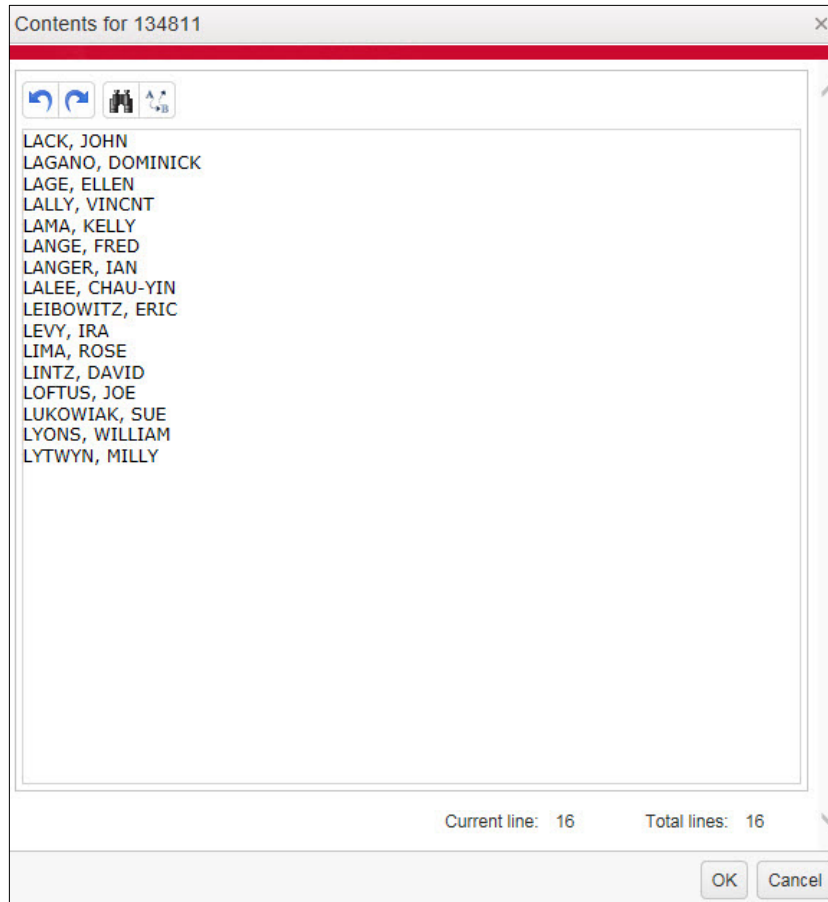 Contents for 134811
LACK, JOHN
LAGANO, DOMINICK
LAGE, ELLEN
LALLY, VINCNT
LAMA, KELLY
LANGE, FRED
LANGER, IAN
LALEE, CHAU-YIN
LEIBOWITZ, ERIC
LEVY, IRA
LIMA, ROSE
LINTZ, DAVID
LOFTUS, JOE
LUKOWIAK, SUE
LYONS, WILLIAM
LYTWYN, MILLY
Current line: 16 Total lines: 16
OK Cancel